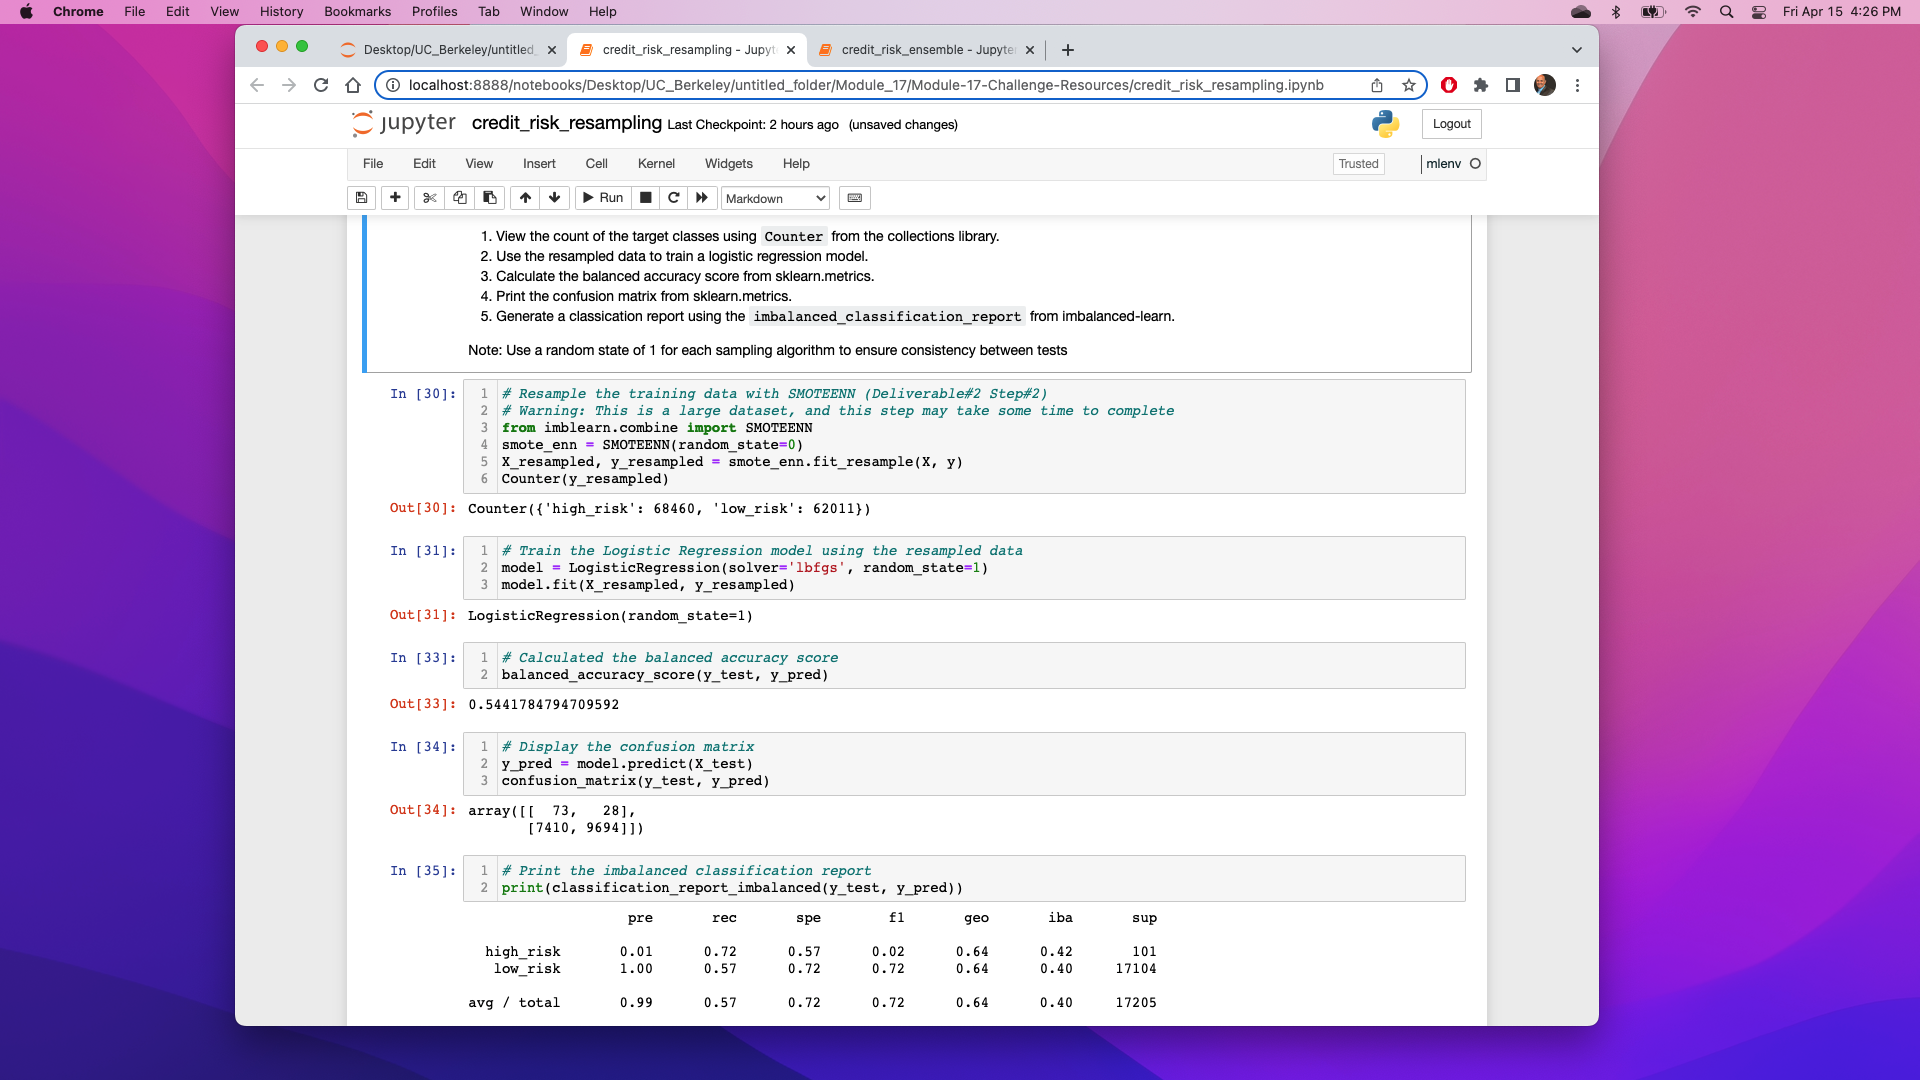 Chrome File Edit View History Bookmarks Profiles Tab Window Help Fri Apr 15 4:26 PM
Desktop/UC_Berkeley/untitled_ credit_risk_resampling - Jupyt credit_risk_ensemble - Jupyte
localhost:8888/notebooks/Desktop/UC_Berkeley/untitled_folder/Module_17/Module-17-Challenge-Resources/credit_risk_resampling.ipynb
jupyter credit_risk_resampling Last Checkpoint: 2 hours ago (unsaved changes) Logout
File Edit View Insert Cell Kernel Widgets Help Trusted mlenv
Run Markdown
1. View the count of the target classes using Counter from the collections library.
2. Use the resampled data to train a logistic regression model.
3. Calculate the balanced accuracy score from sklearn.metrics.
4. Print the confusion matrix from sklearn.metrics.
5. Generate a classication report using the imbalanced_classification_report from imbalanced-learn.
Note: Use a random state of 1 for each sampling algorithm to ensure consistency between tests
In [30]: 1 # Resample the training data with SMOTEENN (Deliverable#2 Step#2)
2 # Warning: This is a large dataset, and this step may take some time to complete
3 from imblearn.combine import SMOTEENN
4 smote_enn = SMOTEENN(random_state=0)
5 X_resampled, y_resampled = smote_enn.fit_resample(X, y)
6 Counter(y_resampled)
Out[30]: Counter({'high_risk': 68460, 'low_risk': 62011})
In [31]: 1 # Train the Logistic Regression model using the resampled data
2 model = LogisticRegression(solver='lbfgs', random_state=1)
3 model.fit(X_resampled, y_resampled)
Out[31]: LogisticRegression(random_state=1)
In [33]: 1 # Calculated the balanced accuracy score
2 balanced_accuracy_score(y_test, y_pred)
Out[33]: 0.5441784794709592
In [34]: 1 # Display the confusion matrix
2 y_pred = model.predict(X_test)
3 confusion_matrix(y_test, y_pred)
Out[34]: array([[ 73, 28],
[7410, 9694]])
In [35]: 1 # Print the imbalanced classification report
2 print(classification_report_imbalanced(y_test, y_pred))
pre rec spe f1 geo iba sup
high_risk 0.01 0.72 0.57 0.02 0.64 0.42 101
low_risk 1.00 0.57 0.72 0.72 0.64 0.40 17104
avg / total 0.99 0.57 0.72 0.72 0.64 0.40 17205